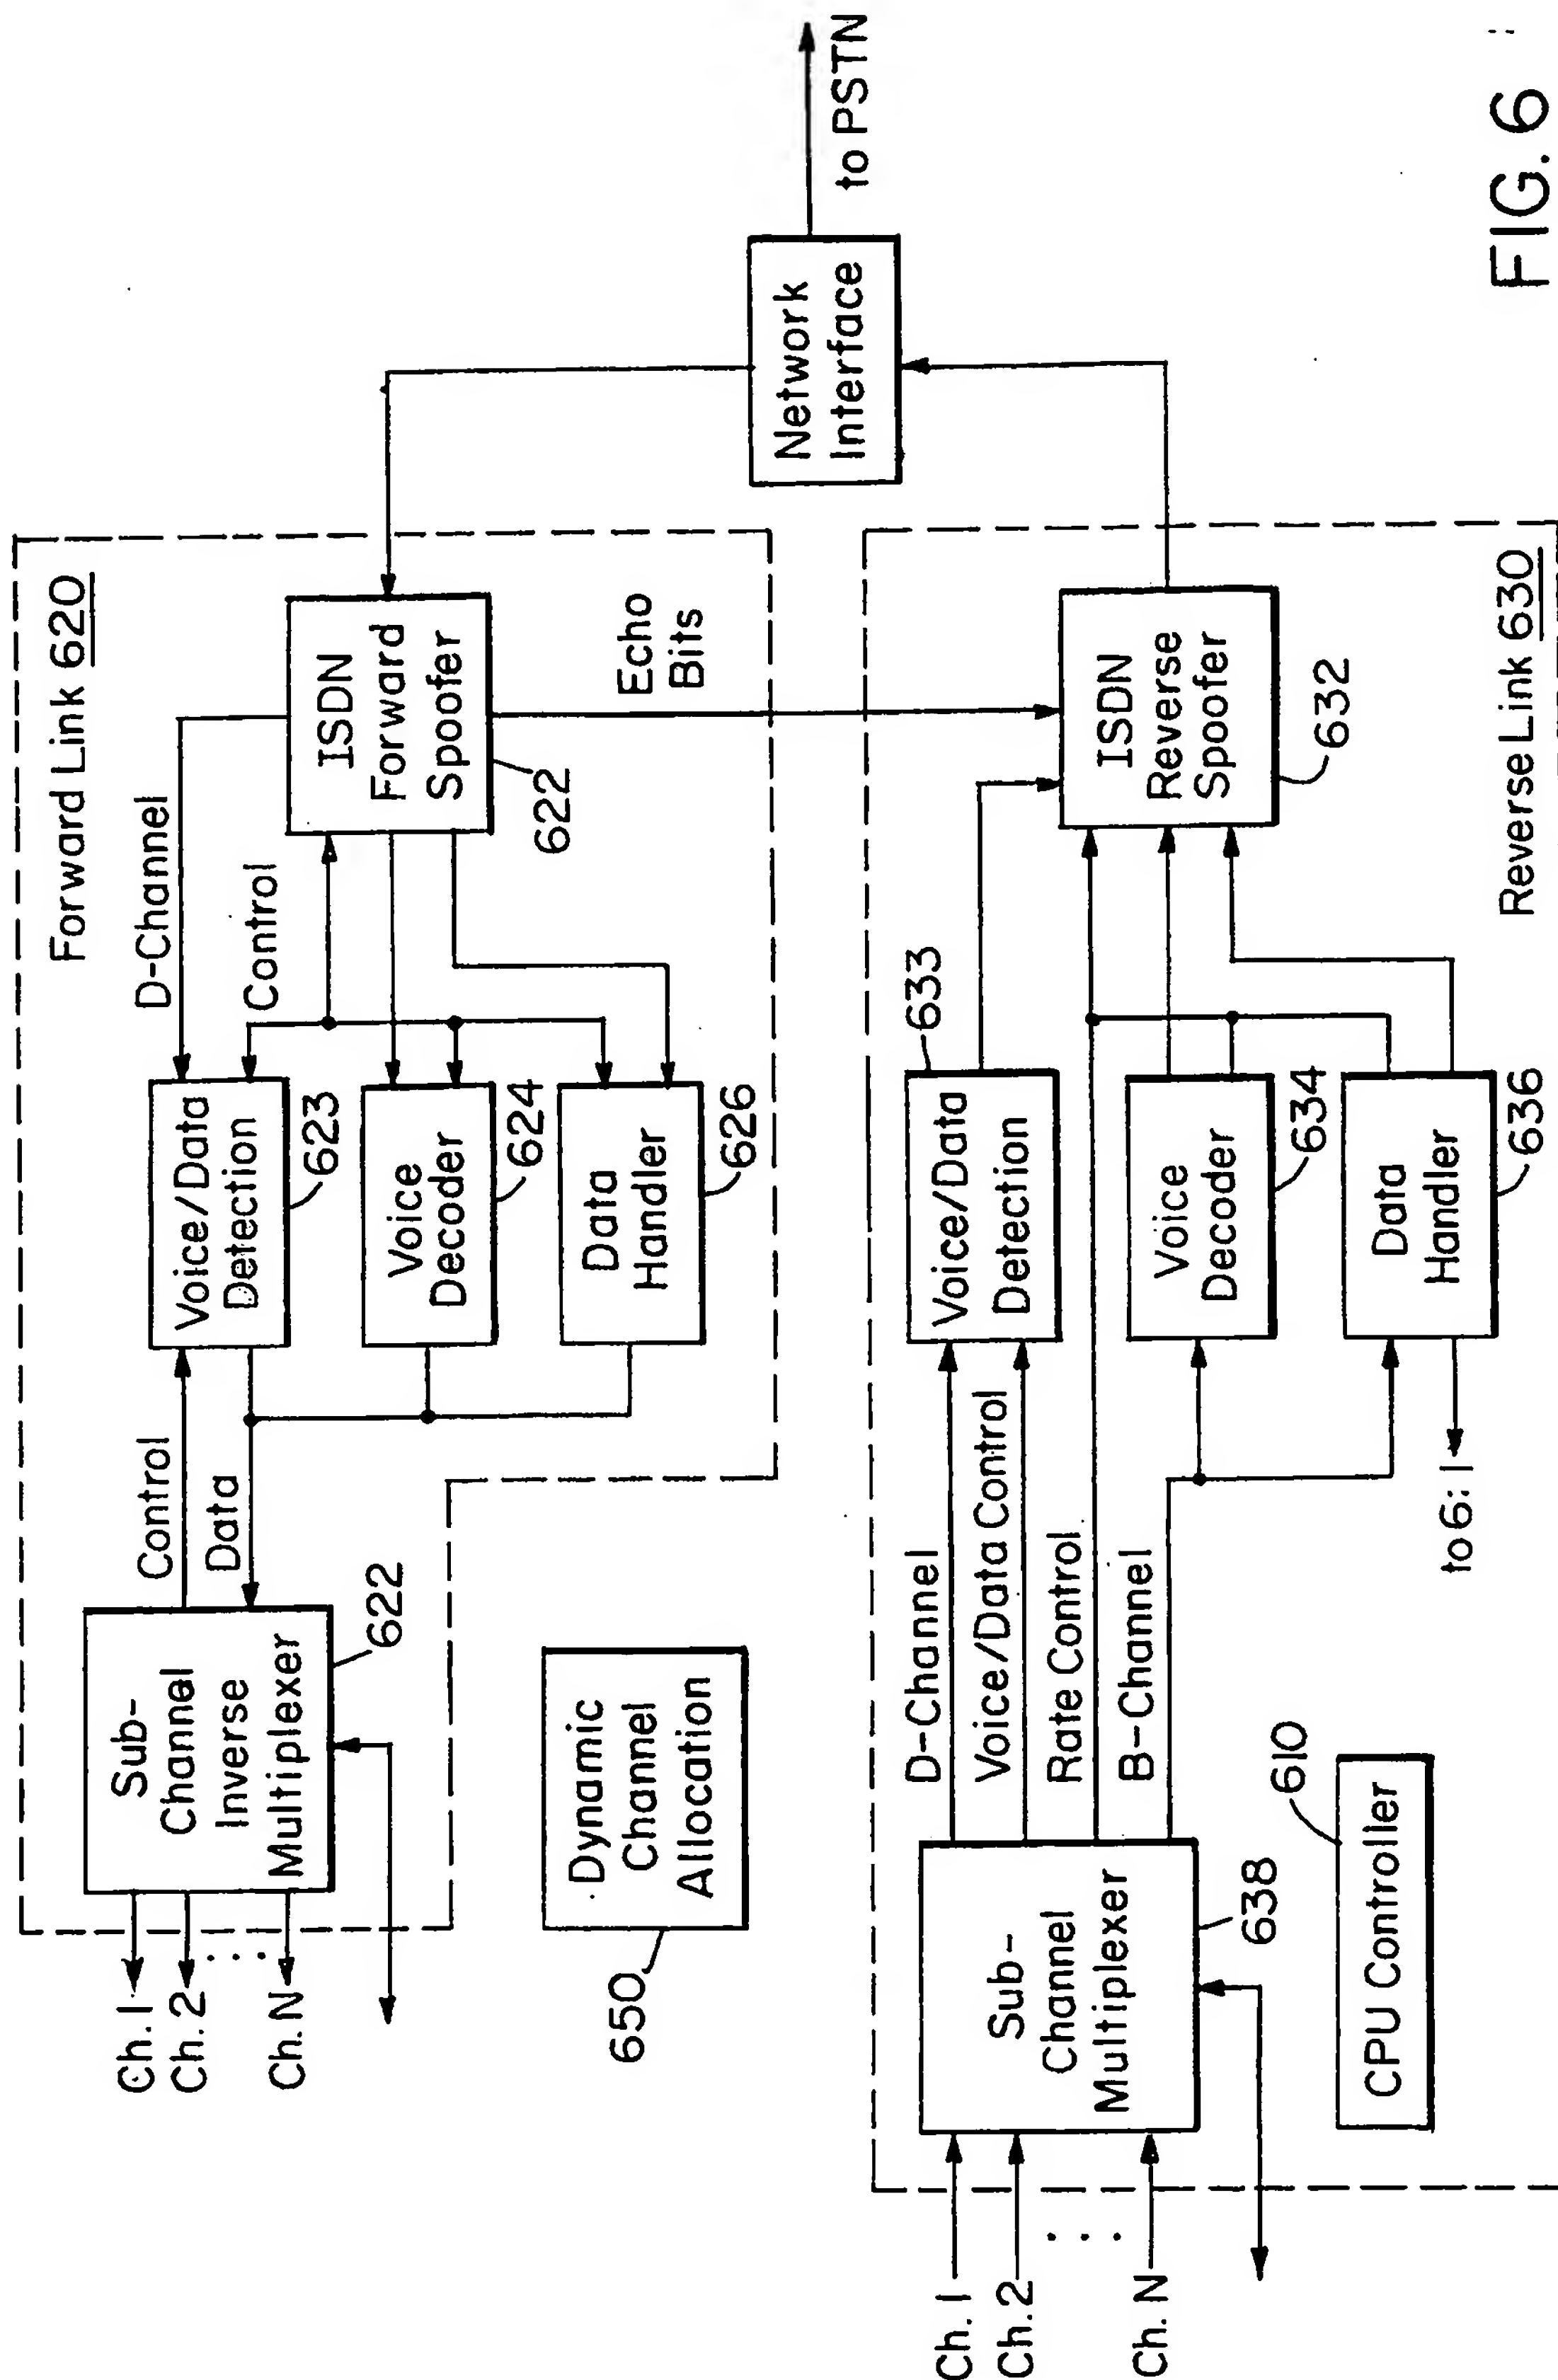 Forward Link 620
Ch. 1
Ch. 2
...
Ch. N
Sub-
Channel
Inverse
Multiplexer
622
Control
Data
Voice/Data
Detection
623
Voice
Decoder
624
Data
Handler
626
D-Channel
Control
ISDN
Forward
Spoofer
622
Echo
Bits
Network
Interface
to PSTN
Dynamic
Channel
Allocation
650
Ch. 1
Ch. 2
...
Ch. N
Sub-
Channel
Multiplexer
638
D-Channel
Voice/Data Control
Rate Control
B-Channel
Voice/Data
Detection
633
Voice
Decoder
634
Data
Handler
636
to 6:1
ISDN
Reverse
Spoofer
632
CPU Controller
610
Reverse Link 630
FIG. 6